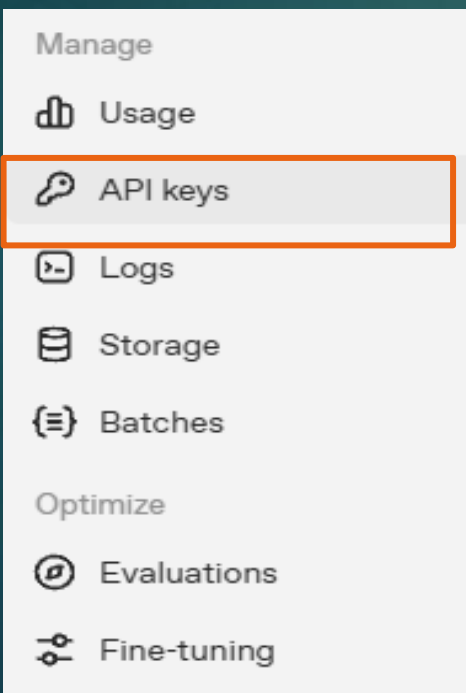 Manage
Usage
API keys
Logs
Storage
Batches
Optimize
Evaluations
Fine-tuning